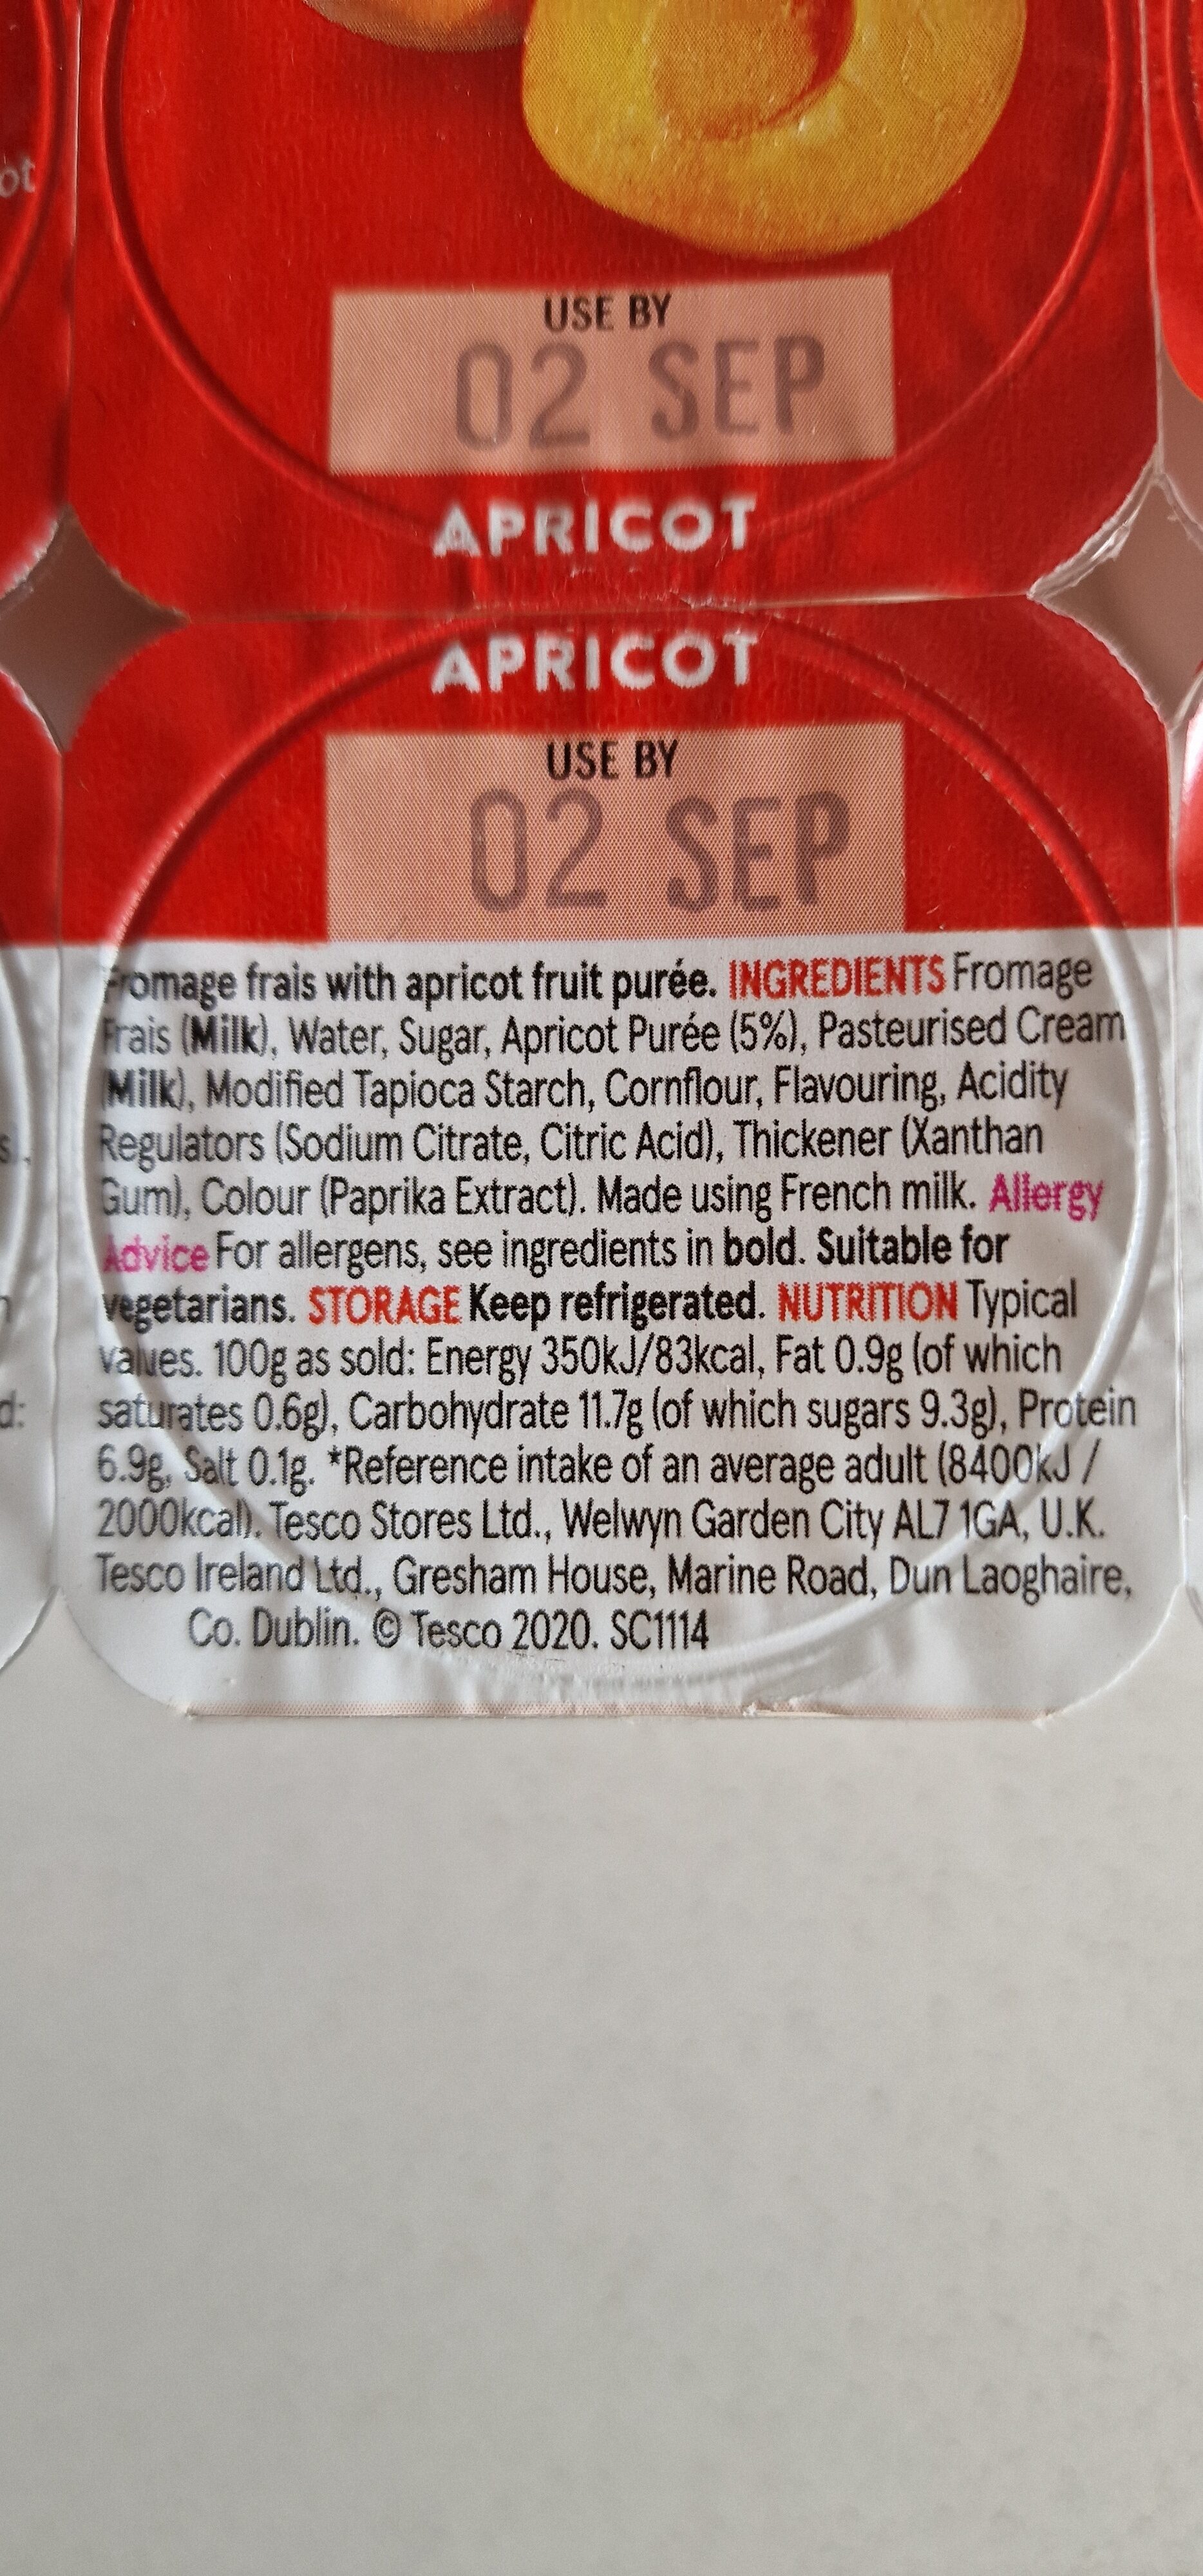 ot
USE BY
02 SEP
APRICOT
APRICOT
USE BY
02 SEP
Fromage frais with apricot fruit purée. INGREDIENTS Fromage
Frais (Milk), Water, Sugar, Apricot Purée (5%), Pasteurised Cream
(Milk), Modified Tapioca Starch, Cornflour, Flavouring, Acidity
Regulators (Sodium Citrate, Citric Acid), Thickener (Xanthan
Gum), Colour (Paprika Extract). Made using French milk. Allergy
Advice For allergens, see ingredients in bold. Suitable for
vegetarians. STORAGE Keep refrigerated. NUTRITION Typical
values. 100g as sold: Energy 350kJ/83kcal, Fat 0.9g (of which
saturates 0.6g), Carbohydrate 11.7g (of which sugars 9.3g), Protein
6.9g, Salt 0.1g. *Reference intake of an average adult (8400kJ /
2000kcal). Tesco Stores Ltd., Welwyn Garden City AL7 1GA, U.K.
Tesco Ireland Ltd., Gresham House, Marine Road, Dun Laoghaire,
Co. Dublin. © Tesco 2020. SC1114